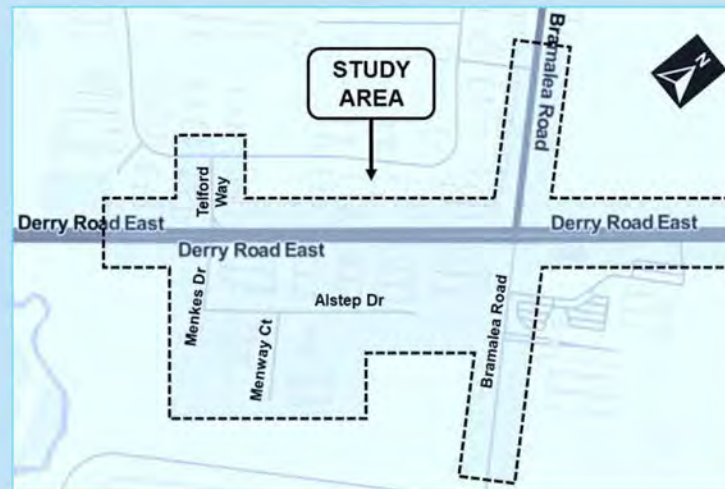 Bramalea Road
N
STUDY
AREA
Telford
Way
Derry Road East
Derry Road East
Derry Road East
Menkes Dr
Alstep Dr
Menway Ct
Bramalea Road